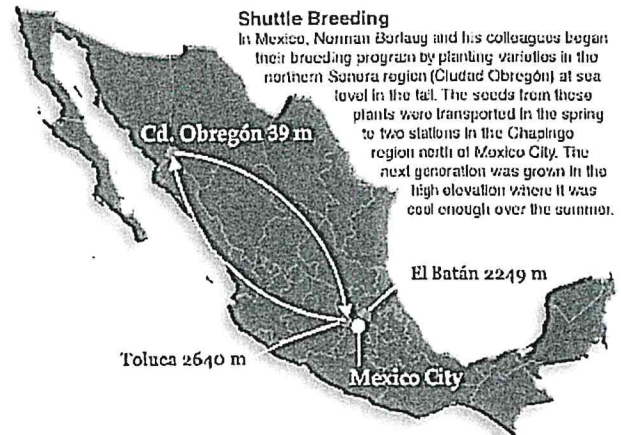 Shuttle Breeding
In Mexico, Norman Borlaug and his colleagues began
their breeding program by planting varieties in the
northern Sonora region (Ciudad Obregón) at sea
level in the fall. The seeds from these
plants were transported in the spring
to two stations in the Chapingo
region north of Mexico City. The
next generation was grown in the
high elevation where it was
cool enough over the summer.
Cd. Obregón 39 m
El Batán 2249 m
Toluca 2640 m
Mexico City